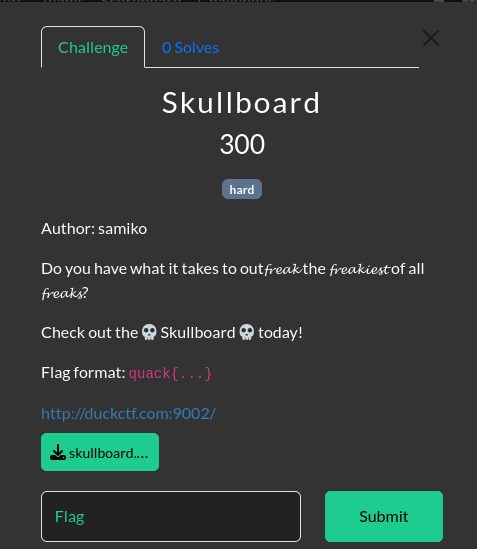 Challenge
0 Solves
Skullboard
300
hard
Author: samiko
Do you have what it takes to out𝓯𝓻𝓮𝓪𝓴 the 𝓯𝓻𝓮𝓪𝓴𝓲𝓮𝓼𝓽 of all
𝓯𝓻𝓮𝓪𝓴𝓼?
Check out the 💀 Skullboard 💀 today!
Flag format: quack{...}
http://duckctf.com:9002/
skullboard....
Flag
Submit